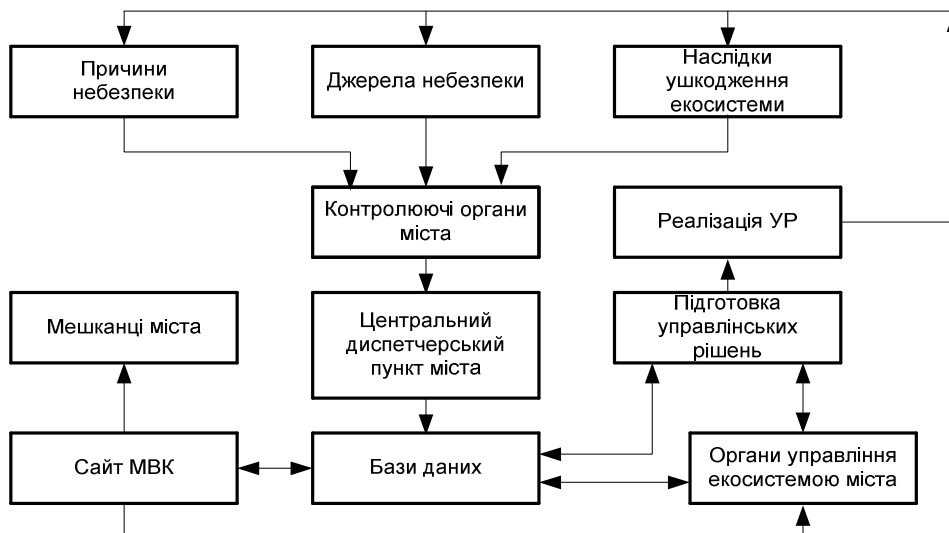 Причини
небезпеки
Джерела небезпеки
Наслідки
ушкодження
екосистеми
Контролюючі органи
міста
Реалізація УР
Мешканці міста
Центральний
диспетчерський
пункт міста
Підготовка
управлінських
рішень
Сайт МВК
Бази даних
Органи управління
екосистемою міста